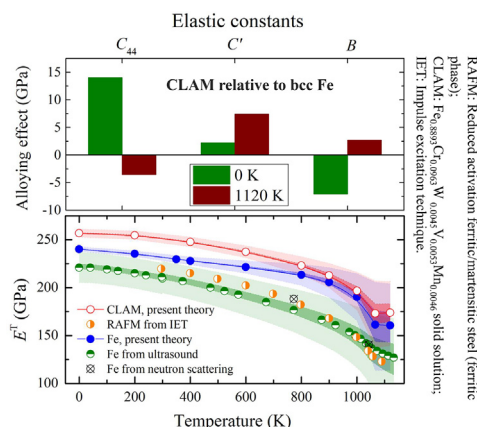 Elastic constants
C44 C′ B
Alloying effect (GPa)
15
10
5
0
-5
-10
CLAM relative to bcc Fe
0 K
1120 K
E^T (GPa)
250
225
175
125
100
CLAM, present theory
RAFM from IET
Fe, present theory
Fe from ultrasound
Fe from neutron scattering
0 200 400 600 800 1000
Temperature (K)
RAFM: Reduced activation ferritic/martensitic steel (ferritic
phase);
CLAM: Fe0.8893Cr0.0963W0.0045V0.0053Mn0.0046 solid solution;
IET: Impulse excitation technique.